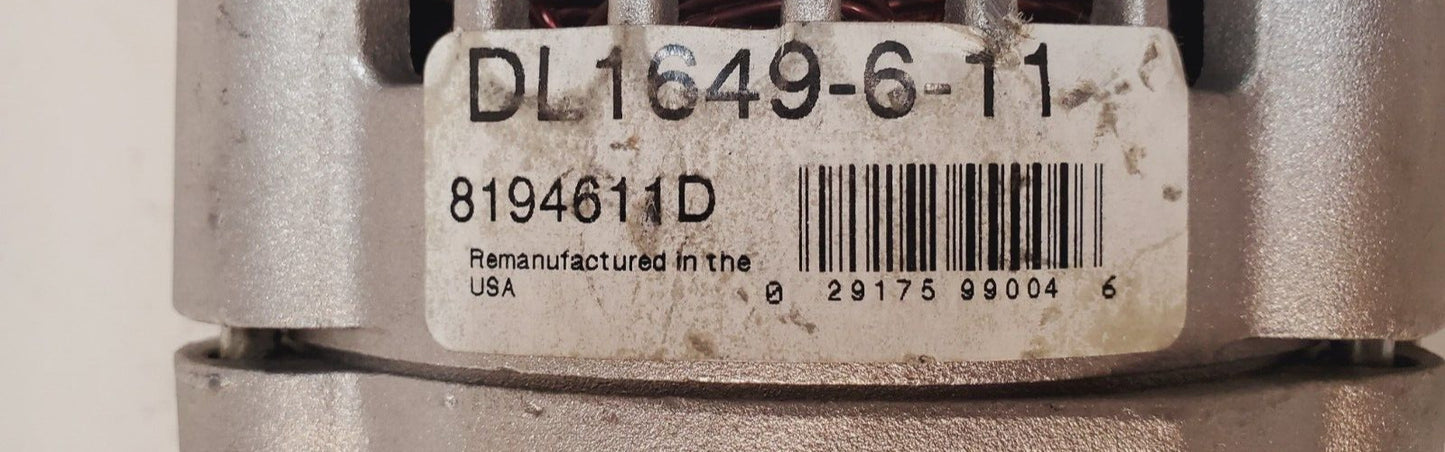 DL1649-6-11
8194611D
Remanufactured in the
USA
0 29175 99004 6